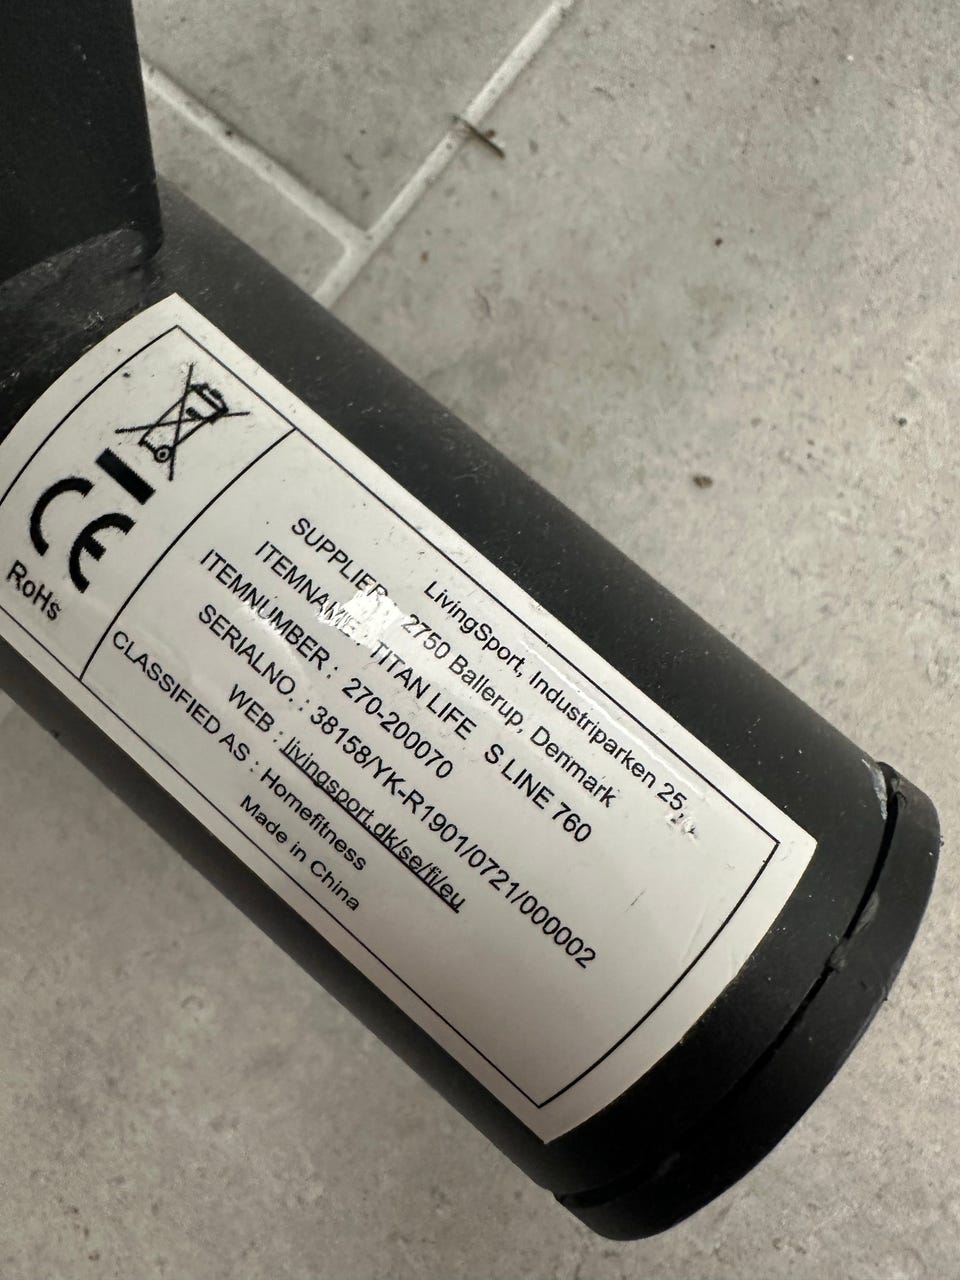 CE
RoHs
LivingSport, Industriparken 25,
SUPPLIER 2750 Ballerup, Denmark
ITEMNAME: TITAN LIFE S LINE 760
ITEMNUMBER : 270-200070
SERIALNO. : 38158/YK-R1901/0721/000002
WEB : livingsport.dk/se/fi/eu
CLASSIFIED AS : Homefitness
Made in China